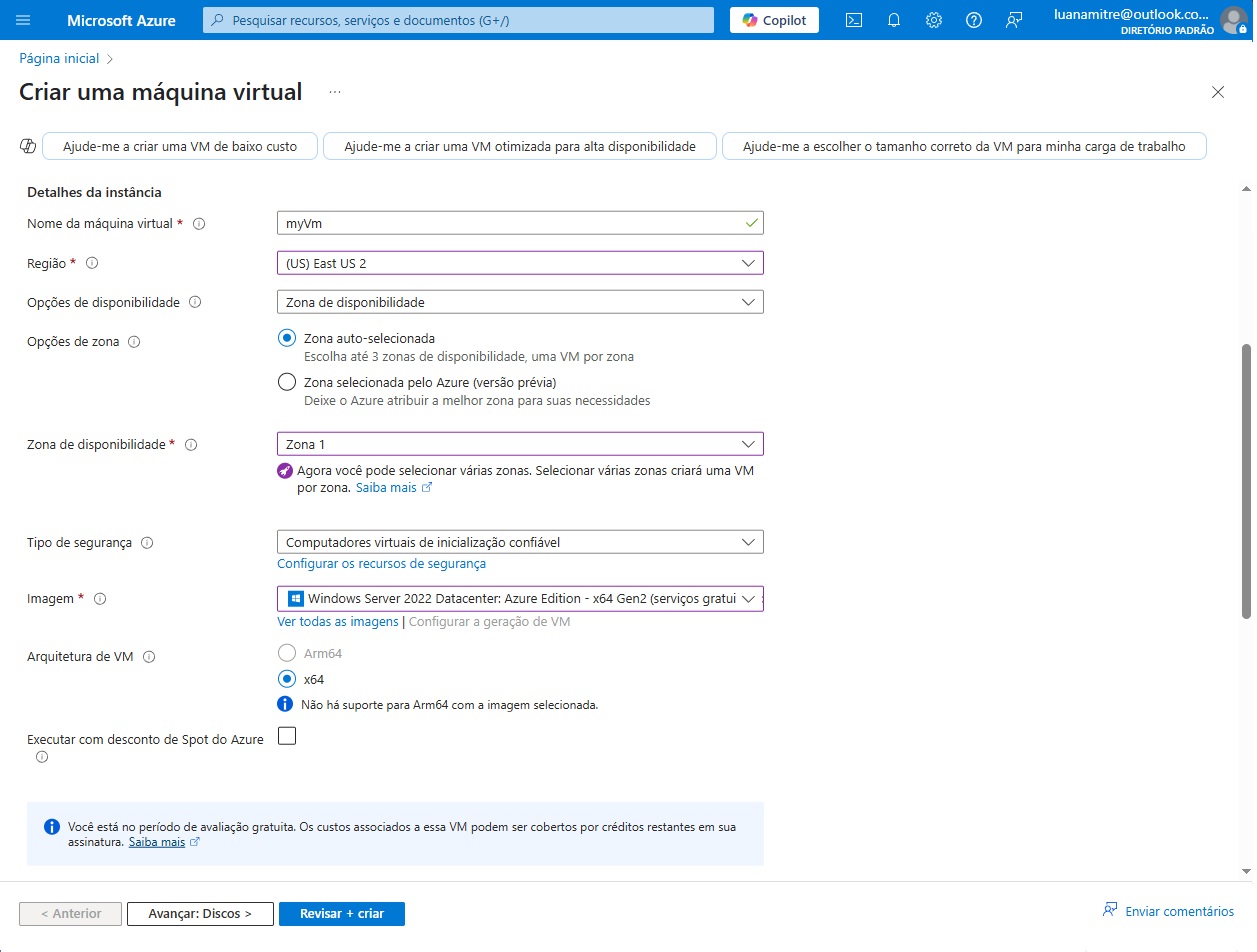 Microsoft Azure
Pesquisar recursos, serviços e documentos (G+/)
Copilot
luanamitre@outlook.co...
DIRETÓRIO PADRÃO
Página inicial
Criar uma máquina virtual ...
Ajude-me a criar uma VM de baixo custo
Ajude-me a criar uma VM otimizada para alta disponibilidade
Ajude-me a escolher o tamanho correto da VM para minha carga de trabalho
Detalhes da instância
Nome da máquina virtual *
myVm
Região *
(US) East US 2
Opções de disponibilidade
Zona de disponibilidade
Opções de zona
Zona auto-selecionada
Escolha até 3 zonas de disponibilidade, uma VM por zona
Zona selecionada pelo Azure (versão prévia)
Deixe o Azure atribuir a melhor zona para suas necessidades
Zona de disponibilidade *
Zona 1
Agora você pode selecionar várias zonas. Selecionar várias zonas criará uma VM
por zona. Saiba mais
Tipo de segurança
Computadores virtuais de inicialização confiável
Configurar os recursos de segurança
Imagem *
Windows Server 2022 Datacenter: Azure Edition - x64 Gen2 (serviços gratui
Ver todas as imagens | Configurar a geração de VM
Arquitetura de VM
Arm64
x64
Não há suporte para Arm64 com a imagem selecionada.
Executar com desconto de Spot do Azure
Você está no período de avaliação gratuita. Os custos associados a essa VM podem ser cobertos por créditos restantes em sua
assinatura. Saiba mais
< Anterior
Avançar: Discos >
Revisar + criar
Enviar comentários